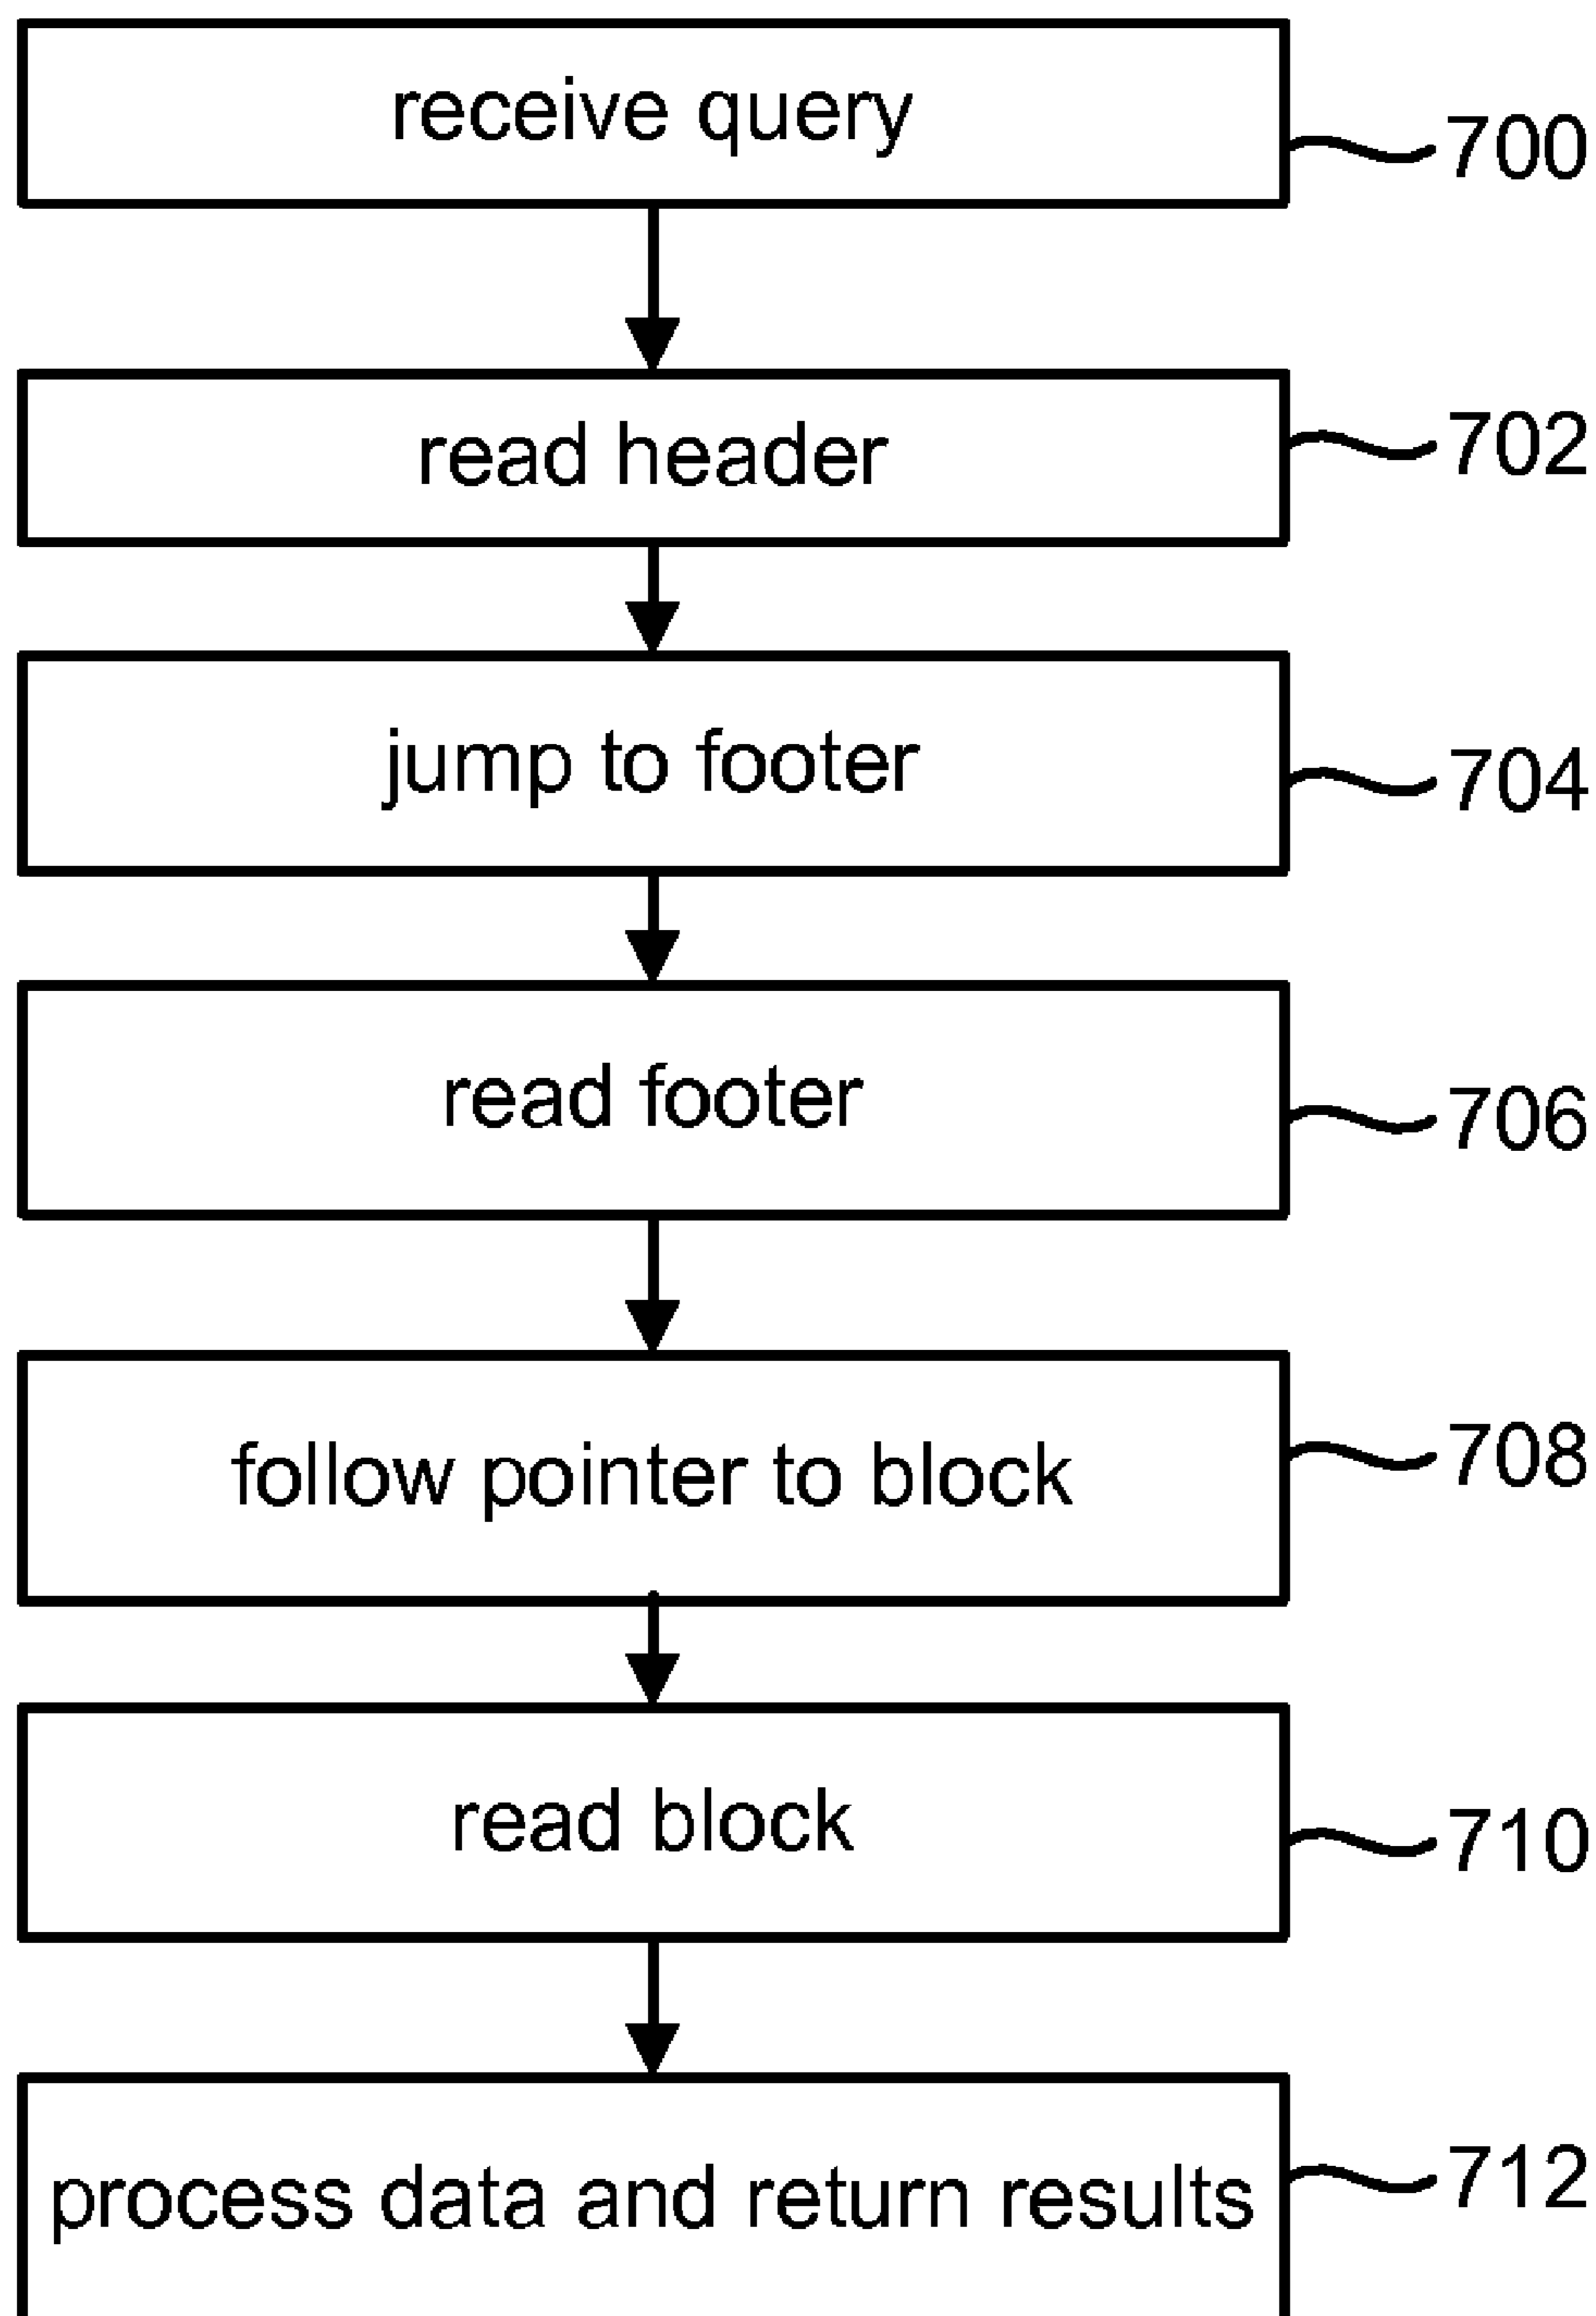 receive query
700
read header
702
jump to footer
704
read footer
706
follow pointer to block
708
read block
710
process data and return results
712